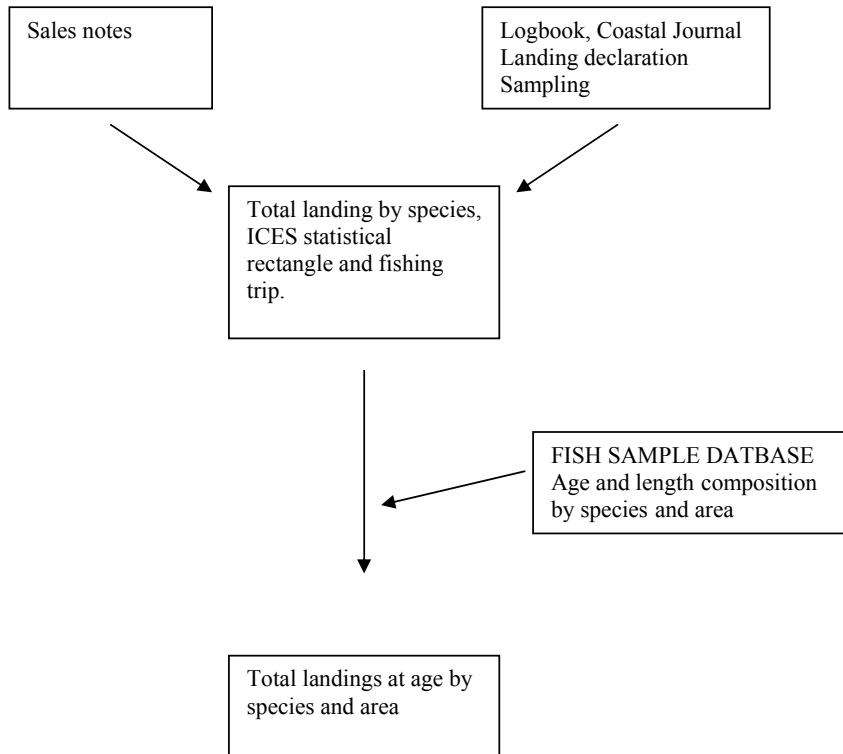 Sales notes
Logbook, Coastal Journal
Landing declaration
Sampling
Total landing by species,
ICES statistical
rectangle and fishing
trip.
FISH SAMPLE DATBASE
Age and length composition
by species and area
Total landings at age by
species and area